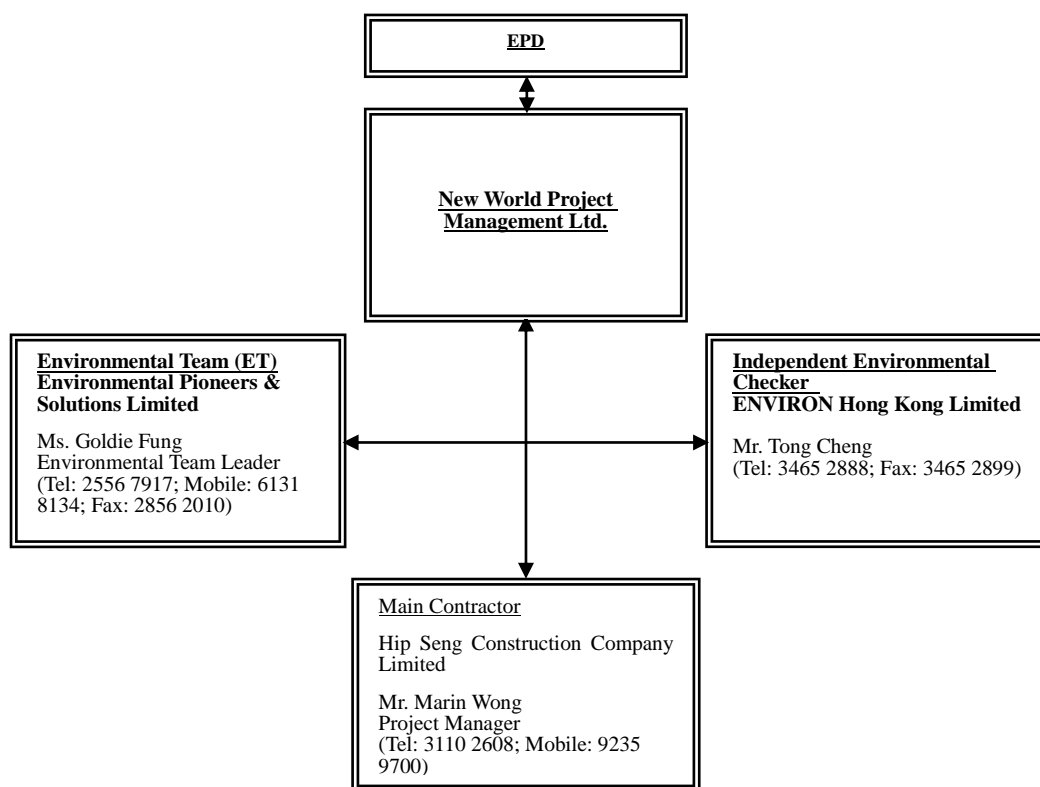 EPD
New World Project
Management Ltd.
Environmental Team (ET)
Environmental Pioneers &
Solutions Limited
Ms. Goldie Fung
Environmental Team Leader
(Tel: 2556 7917; Mobile: 6131
8134; Fax: 2856 2010)
Independent Environmental
Checker
ENVIRON Hong Kong Limited
Mr. Tong Cheng
(Tel: 3465 2888; Fax: 3465 2899)
Main Contractor
Hip Seng Construction Company
Limited
Mr. Marin Wong
Project Manager
(Tel: 3110 2608; Mobile: 9235
9700)